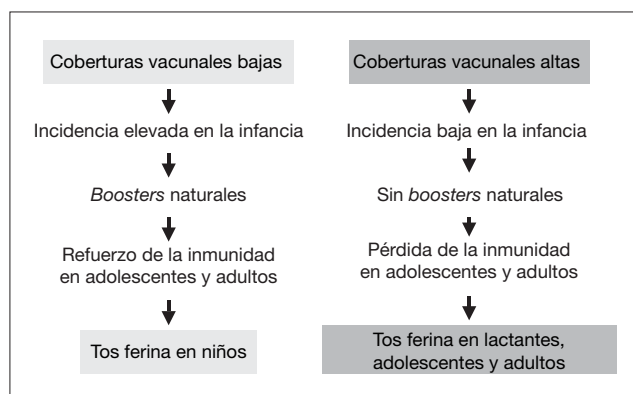 Coberturas vacunales bajas
Incidencia elevada en la infancia
Boosters naturales
Refuerzo de la inmunidad
en adolescentes y adultos
Tos ferina en niños
Coberturas vacunales altas
Incidencia baja en la infancia
Sin boosters naturales
Pérdida de la inmunidad
en adolescentes y adultos
Tos ferina en lactantes,
adolescentes y adultos